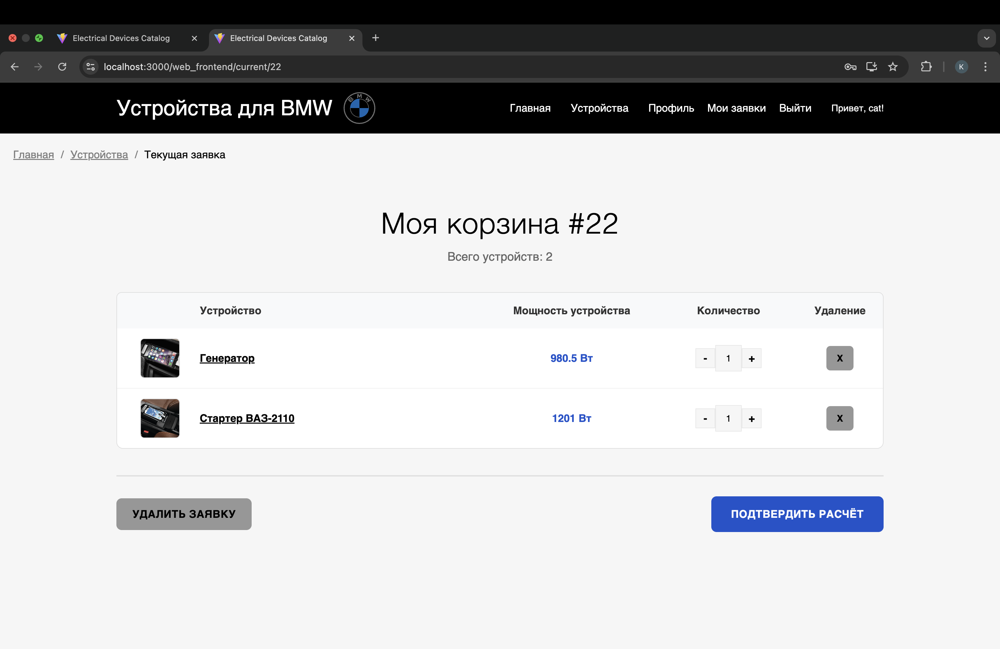 Electrical Devices Catalog
Electrical Devices Catalog
localhost:3000/web_frontend/current/22
K
Устройства для BMW
BMW
Главная Устройства Профиль Мои заявки Выйти Привет, cat!
Главная / Устройства / Текущая заявка
Моя корзина #22
Всего устройств: 2
Устройство Мощность устройства Количество Удаление
Генератор 980.5 Вт - 1 + X
Стартер ВАЗ-2110 1201 Вт - 1 + X
УДАЛИТЬ ЗАЯВКУ ПОДТВЕРДИТЬ РАСЧЁТ